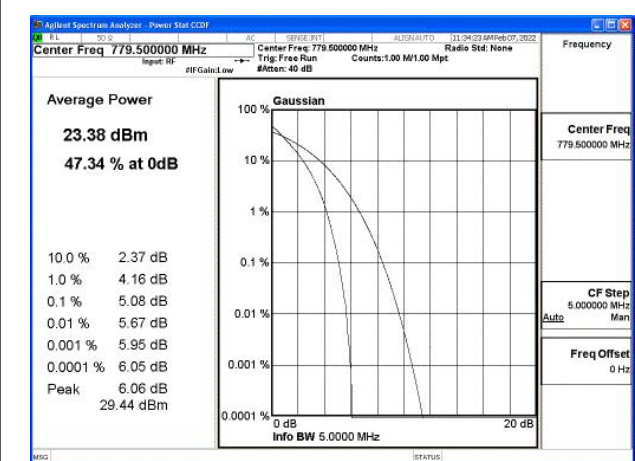 Agilent Spectrum Analyzer - Power Stat CCDF
RL 50 Ω AC SENSE:INT ALIGNAUTO 11:34:23 AM Feb 07, 2022
Center Freq 779.500000 MHz
Input: RF
#IFGain:Low
Center Freq: 779.500000 MHz
Radio Std: None
Trig: Free Run Counts:1.00 M/1.00 Mpt
#Atten: 40 dB
Frequency
Average Power
23.38 dBm
47.34 % at 0dB
10.0 % 2.37 dB
1.0 % 4.16 dB
0.1 % 5.08 dB
0.01 % 5.67 dB
0.001 % 5.95 dB
0.0001 % 6.05 dB
Peak 6.06 dB
29.44 dBm
Gaussian
100 %
10 %
1 %
0.1 %
0.01 %
0.001 %
0.0001 %
0 dB
20 dB
Info BW 5.0000 MHz
Center Freq
779.500000 MHz
CF Step
5.000000 MHz
Auto Man
Freq Offset
0 Hz
MSG
STATUS